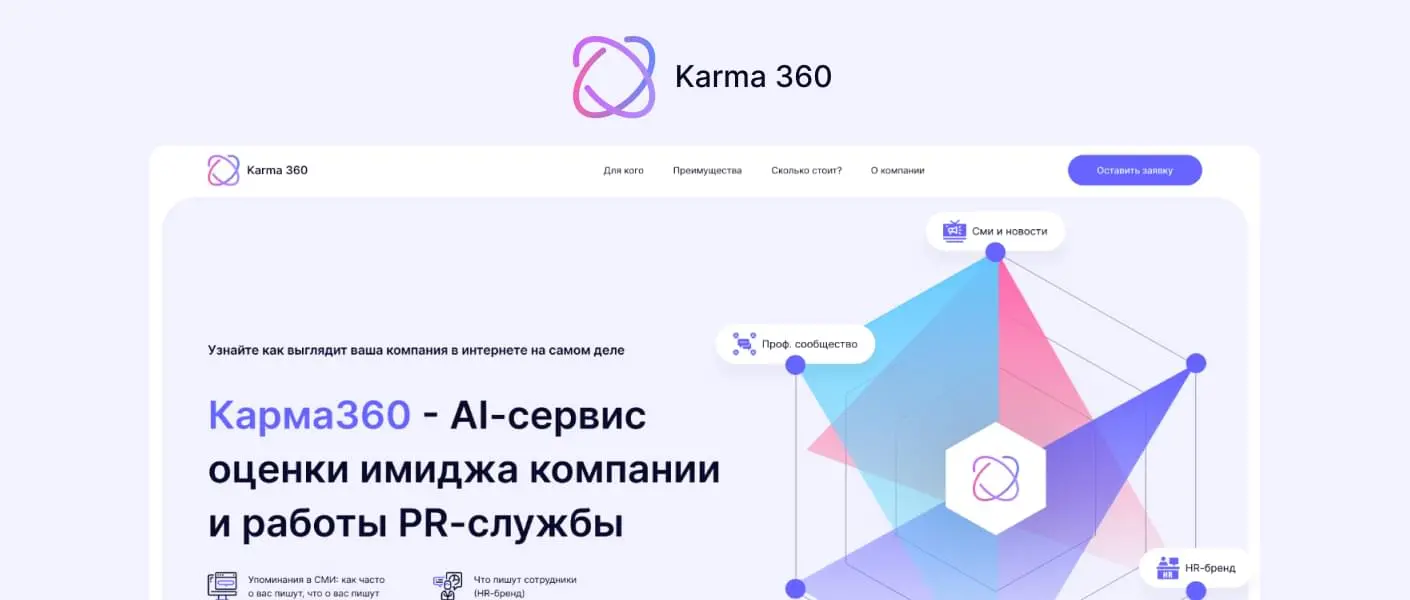 Karma 360
Karma 360
Для кого
Преимущества
Сколько стоит?
О компании
Оставить заявку
Сми и новости
Проф. сообщество
Узнайте как выглядит ваша компания в интернете на самом деле
Карма360 - AI-сервис
оценки имиджа компании
и работы PR-службы
HR
HR-бренд
Упоминания в СМИ: как часто
о вас пишут, что о вас пишут
Что пишут сотрудники
(HR-бренд)